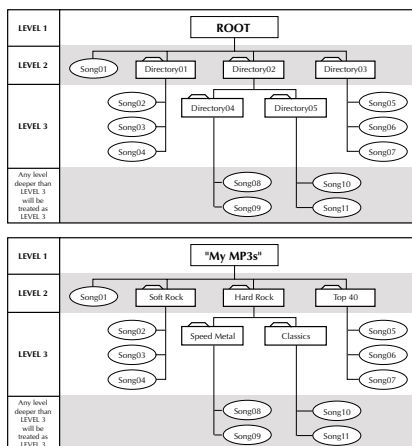 LEVEL 1
ROOT
LEVEL 2
Song01
Directory01
Directory02
Directory03
LEVEL 3
Song02
Song03
Song04
Directory04
Directory05
Song05
Song06
Song07
Any level
deeper than
LEVEL 3
will be
treated as
LEVEL 3
Song08
Song09
Song10
Song11
LEVEL 1
"My MP3s"
LEVEL 2
Song01
Soft Rock
Hard Rock
Top 40
LEVEL 3
Song02
Song03
Song04
Speed Metal
Classics
Song05
Song06
Song07
Any level
deeper than
LEVEL 3
will be
treated as
LEVEL 3
Song08
Song09
Song10
Song11